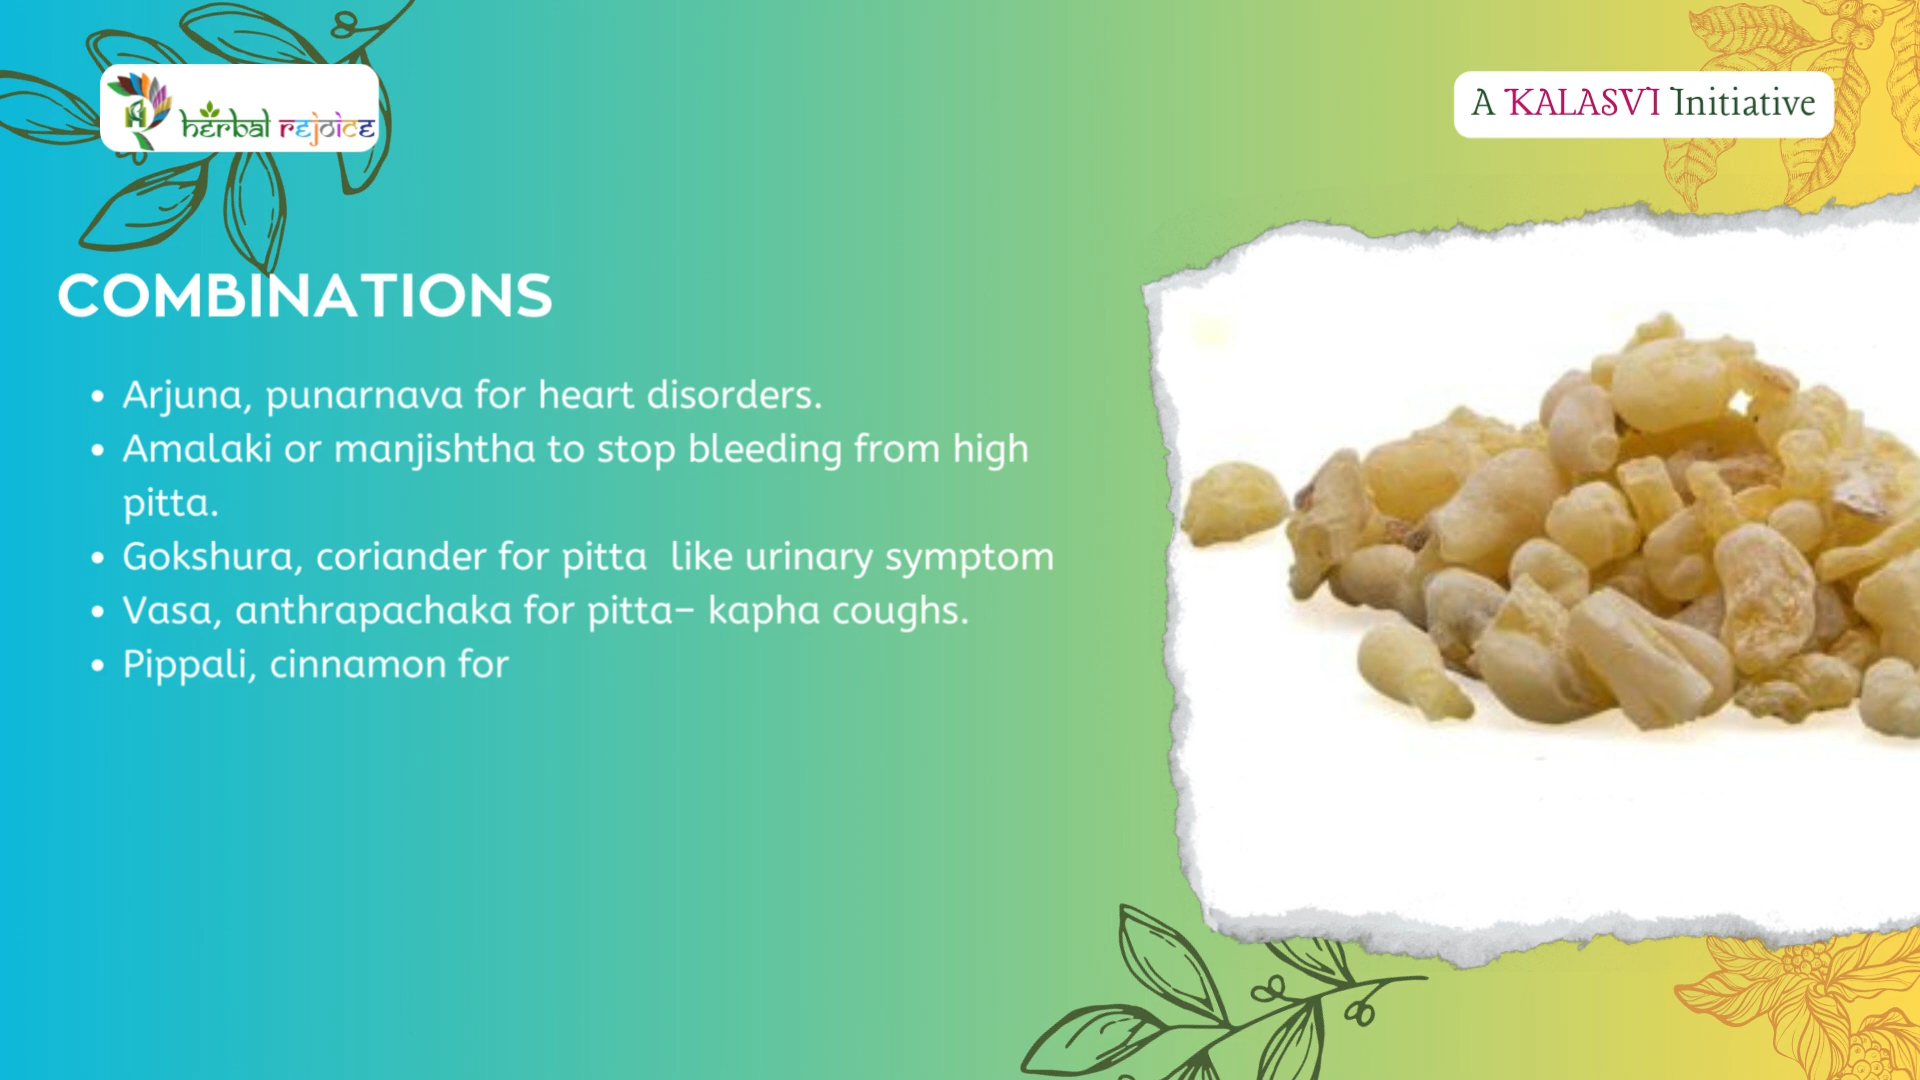 herbal rejoice
A KALASVI Initiative
COMBINATIONS
• Arjuna, punarnava for heart disorders.
• Amalaki or manjishtha to stop bleeding from high
pitta.
• Gokshura, coriander for pitta  like urinary symptom
• Vasa, anthrapachaka for pitta– kapha coughs.
• Pippali, cinnamon for